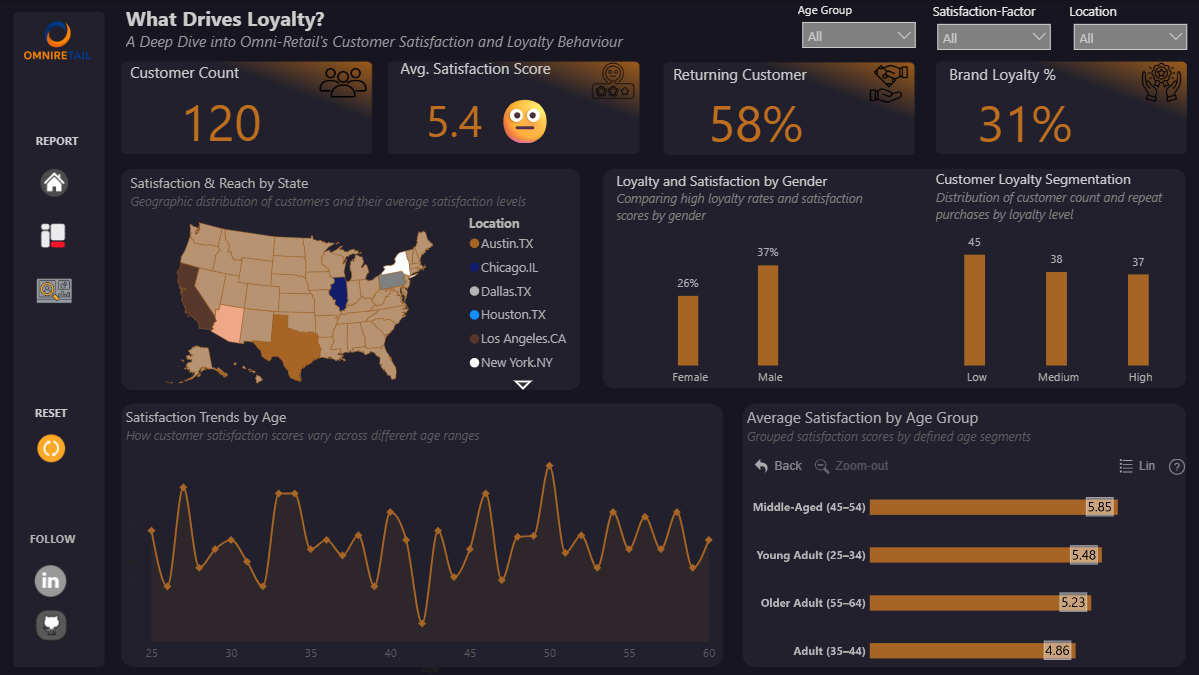 OMNIRETAIL
What Drives Loyalty?
A Deep Dive into Omni-Retail's Customer Satisfaction and Loyalty Behaviour
Age Group
All
Satisfaction-Factor
All
Location
All
Customer Count
120
Avg. Satisfaction Score
5.4
Returning Customer
58%
Brand Loyalty %
31%
REPORT
RESET
FOLLOW
in
Satisfaction & Reach by State
Geographic distribution of customers and their average satisfaction levels
Location
Austin.TX
Chicago.IL
Dallas.TX
Houston.TX
Los Angeles.CA
New York.NY
Loyalty and Satisfaction by Gender
Comparing high loyalty rates and satisfaction
scores by gender
26%
37%
Female
Male
Customer Loyalty Segmentation
Distribution of customer count and repeat
purchases by loyalty level
45
38
37
Low
Medium
High
Satisfaction Trends by Age
How customer satisfaction scores vary across different age ranges
25
30
35
40
45
50
55
60
Average Satisfaction by Age Group
Grouped satisfaction scores by defined age segments
Back
Zoom-out
Lin
?
Middle-Aged (45–54)
5.85
Young Adult (25–34)
5.48
Older Adult (55–64)
5.23
Adult (35–44)
4.86